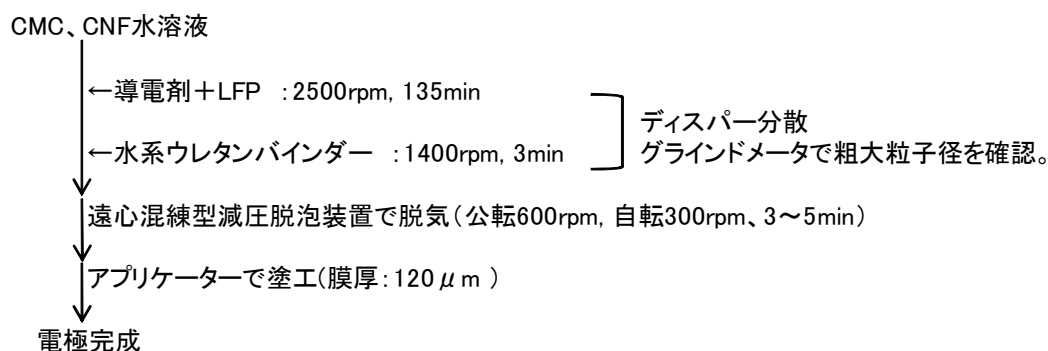 CMC、CNF水溶液
←導電剤＋LFP ：2500rpm, 135min
←水系ウレタンバインダー ：1400rpm, 3min
ディスパー分散
グラインドメータで粗大粒子径を確認。
遠心混練型減圧脱泡装置で脱気（公転600rpm, 自転300rpm、3～5min）
アプリケーターで塗工(膜厚：120μm )
電極完成